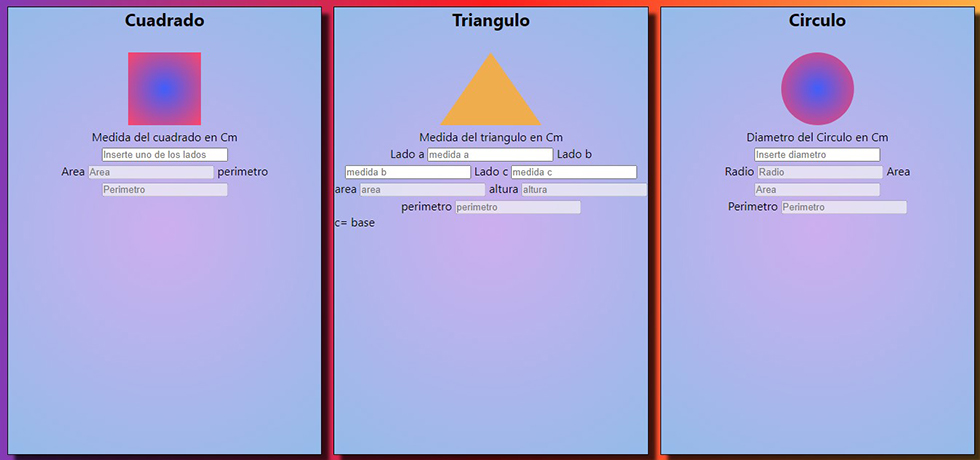 Cuadrado
Medida del cuadrado en Cm
Inserte uno de los lados
Area Area perimetro
Perimetro
Triangulo
Medida del triangulo en Cm
Lado a medida a Lado b
medida b Lado c medida c
area area altura altura
perimetro perimetro
c= base
Circulo
Diametro del Circulo en Cm
Inserte diametro
Radio Radio Area
Area
Perimetro Perimetro